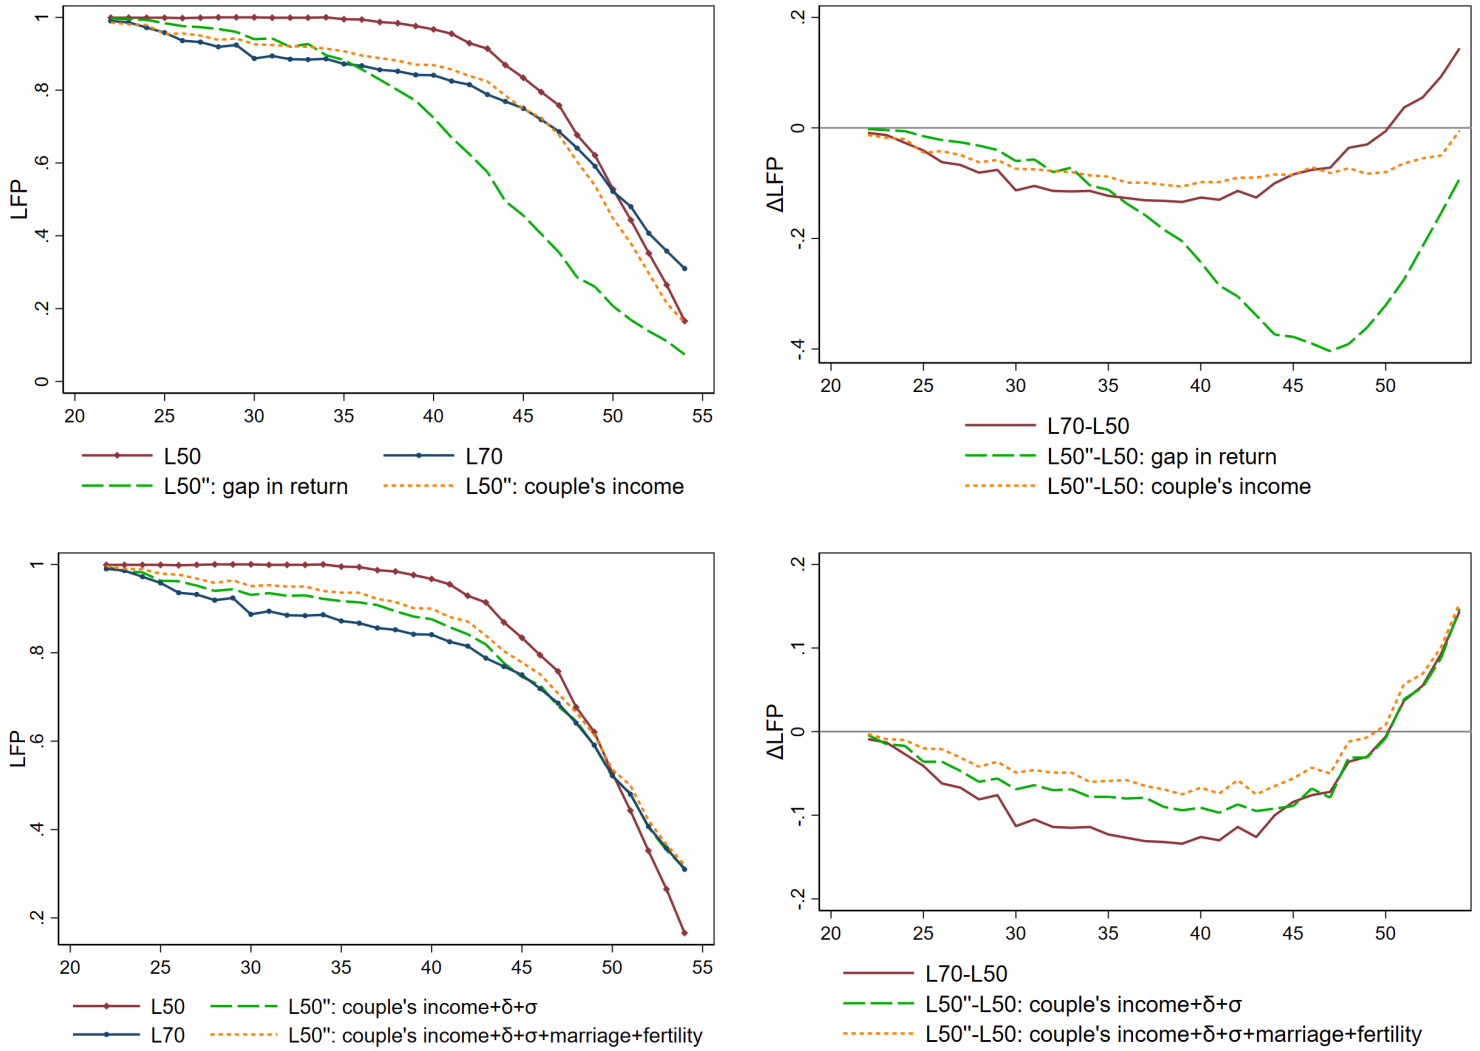 1
.8
.6
.4
.2
0
LFP
20 25 30 35 40 45 50 55
L50 L70
L50": gap in return L50": couple's income
.2
0
-.2
-.4
ΔLFP
20 25 30 35 40 45 50
L70-L50
L50"-L50: gap in return
L50"-L50: couple's income
1
.8
.6
.4
.2
LFP
20 25 30 35 40 45 50 55
L50 L50": couple's income+δ+σ
L70 L50": couple's income+δ+σ+marriage+fertility
.2
.1
0
-.1
-.2
ΔLFP
20 25 30 35 40 45 50
L70-L50
L50"-L50: couple's income+δ+σ
L50"-L50: couple's income+δ+σ+marriage+fertility